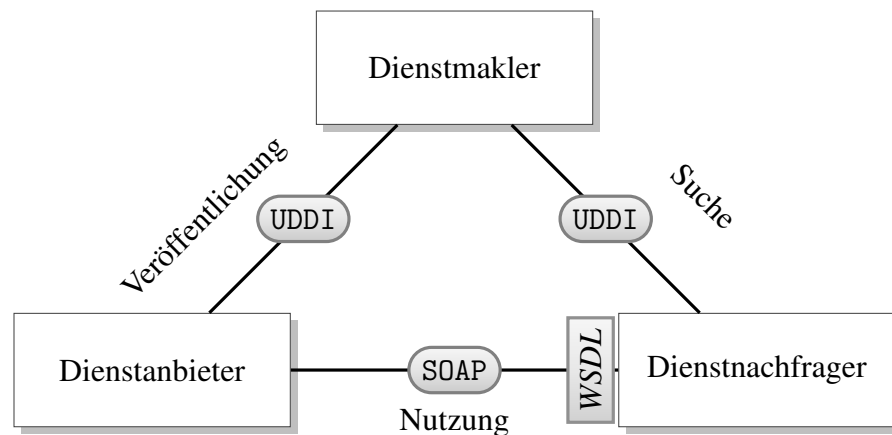 Dienstmakler
Veröffentlichung
Suche
UDDI
UDDI
Dienstanbieter
SOAP
WSDL
Dienstnachfrager
Nutzung